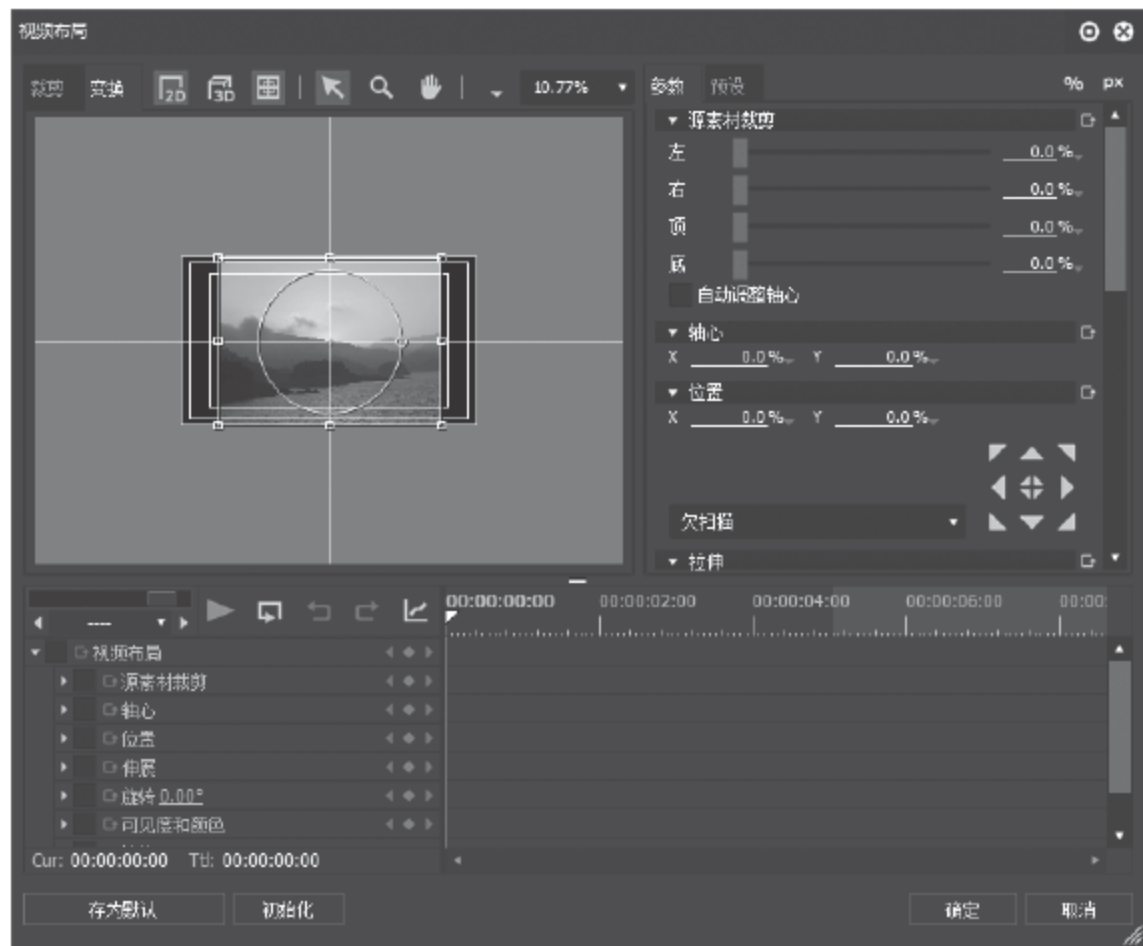 视频布局
裁剪 变换 2D 3D 10.77% 参数 预设 % px
源素材裁剪
左 0.0%
右 0.0%
顶 0.0%
底 0.0%
自动调整轴心
轴心
X 0.0% Y 0.0%
位置
X 0.0% Y 0.0%
欠扫描
拉伸
00:00:00:00 00:00:02:00 00:00:04:00 00:00:06:00 00:00:
----
视频布局
源素材裁剪
轴心
位置
伸展
旋转 0.00°
可见度和颜色
Cur: 00:00:00:00 Ttl: 00:00:00:00
存为默认 初始化 确定 取消